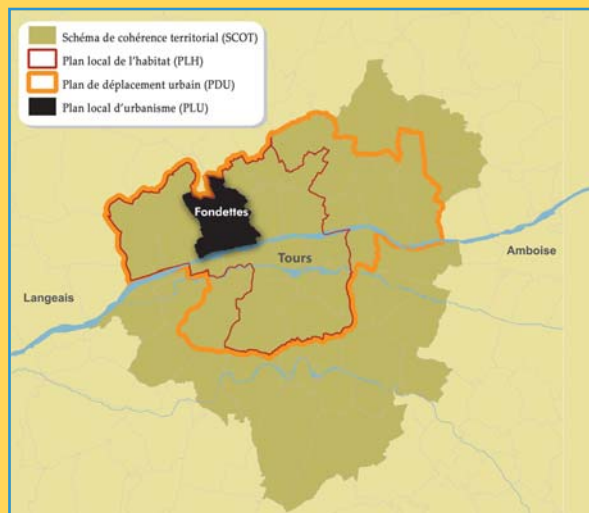 Schéma de cohérence territorial (SCOT)
Plan local de l'habitat (PLH)
Plan de déplacement urbain (PDU)
Plan local d'urbanisme (PLU)
Fondettes
Tours
Amboise
Langeais